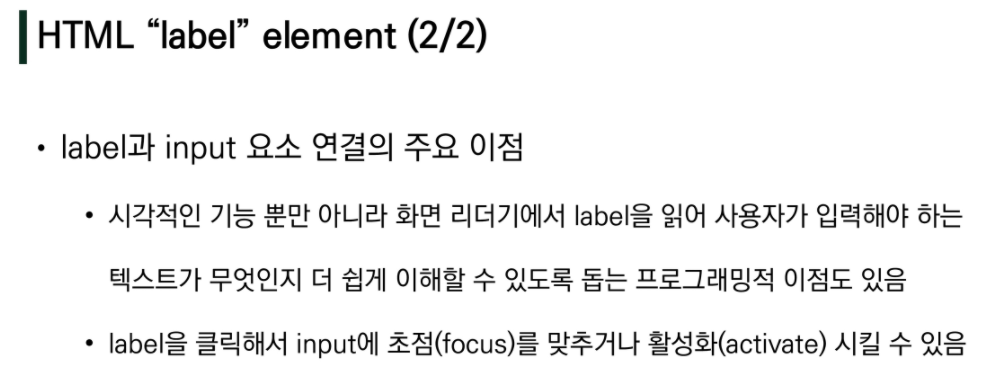 HTML “label” element (2/2)
• label과 input 요소 연결의 주요 이점
• 시각적인 기능 뿐만 아니라 화면 리더기에서 label을 읽어 사용자가 입력해야 하는
텍스트가 무엇인지 더 쉽게 이해할 수 있도록 돕는 프로그래밍적 이점도 있음
• label을 클릭해서 input에 초점(focus)를 맞추거나 활성화(activate) 시킬 수 있음